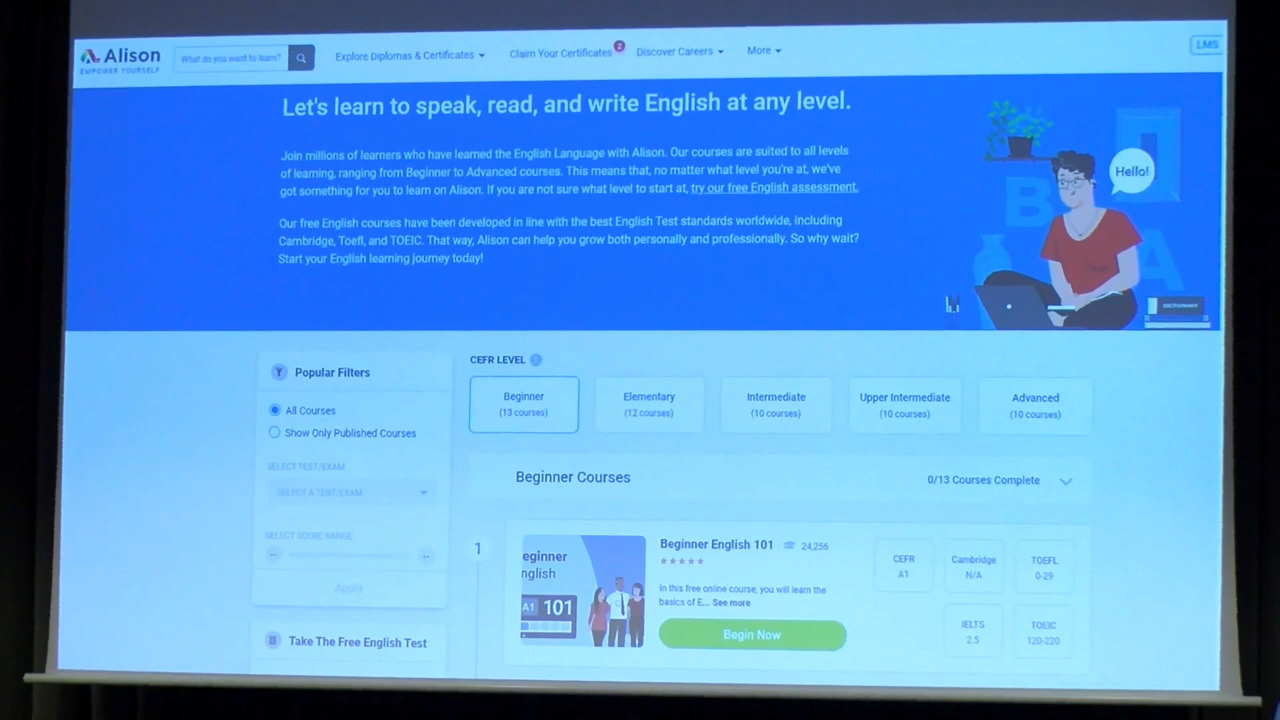 Alison
EMPOWER YOURSELF
What do you want to learn?
Explore Diplomas & Certificates
Claim Your Certificates
2
Discover Careers
More
LMS
Let's learn to speak, read, and write English at any level.
Join millions of learners who have learned the English Language with Alison. Our courses are suited to all levels
of learning, ranging from Beginner to Advanced courses. This means that, no matter what level you're at, we've
got something for you to learn on Alison. If you are not sure what level to start at, try our free English assessment.
Our free English courses have been developed in line with the best English Test standards worldwide, including
Cambridge, Toefl, and TOEIC. That way, Alison can help you grow both personally and professionally. So why wait?
Start your English learning journey today!
Hello!
B
A
DICTIONARY
Popular Filters
All Courses
Show Only Published Courses
SELECT TEST/EXAM
SELECT A TEST/EXAM
SELECT SCORE RANGE
--
--
Apply
Take The Free English Test
CEFR LEVEL
Beginner
(13 courses)
Elementary
(12 courses)
Intermediate
(10 courses)
Upper Intermediate
(10 courses)
Advanced
(10 courses)
Beginner Courses
0/13 Courses Complete
1
eginner
nglish
A1 101
Beginner English 101
24,256
In this free online course, you will learn the
basics of E... See more
Begin Now
CEFR
A1
Cambridge
N/A
TOEFL
0-29
IELTS
2.5
TOEIC
120-220